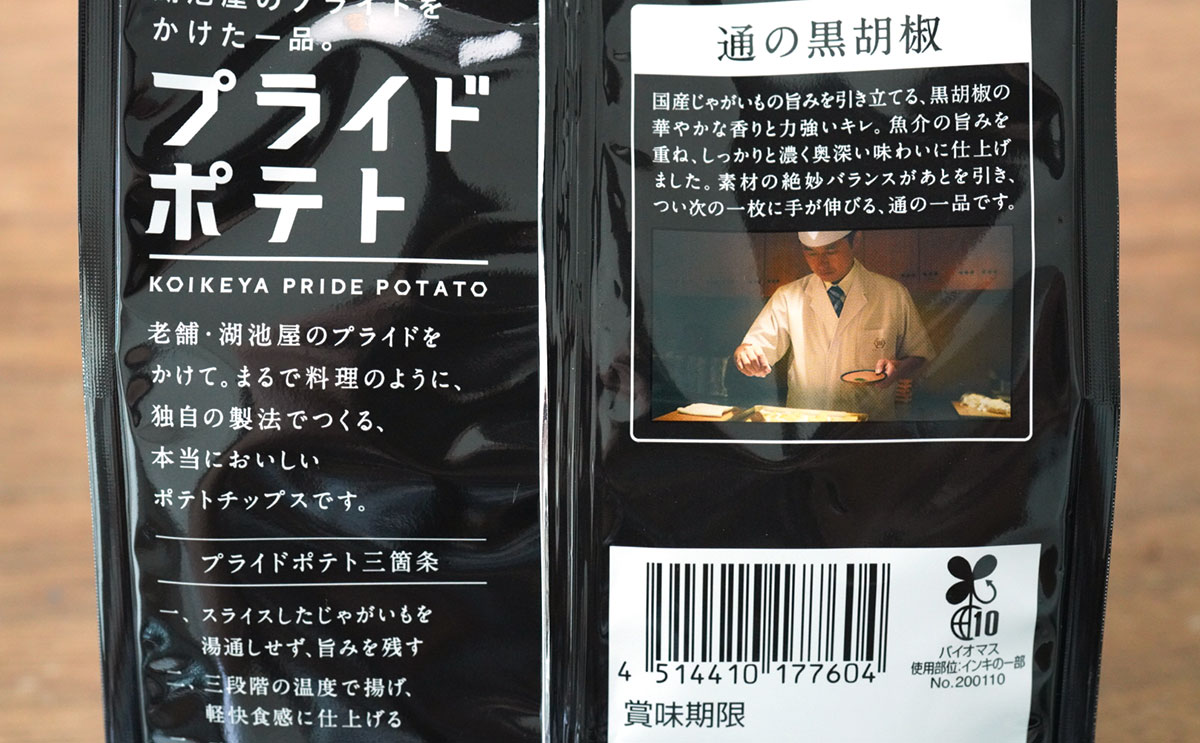 湖池屋のプライドを
かけた一品。
プライド
ポテト
KOIKEYA PRIDE POTATO
老舗・湖池屋のプライドを
かけて。まるで料理のように、
独自の製法でつくる、
本当においしい
ポテトチップスです。
プライドポテト三箇条
一、スライスしたじゃがいもを
湯通しせず、旨みを残す
二、三段階の温度で揚げ、
軽快食感に仕上げる
通の黒胡椒
国産じゃがいもの旨みを引き立てる、黒胡椒の
華やかな香りと力強いキレ。魚介の旨みを
重ね、しっかりと濃く奥深い味わいに仕上げ
ました。素材の絶妙バランスがあとを引き、
つい次の一枚に手が伸びる、通の一品です。
4 514410 177604
賞味期限
10
バイオマス
使用部位:インキの一部
No.200110